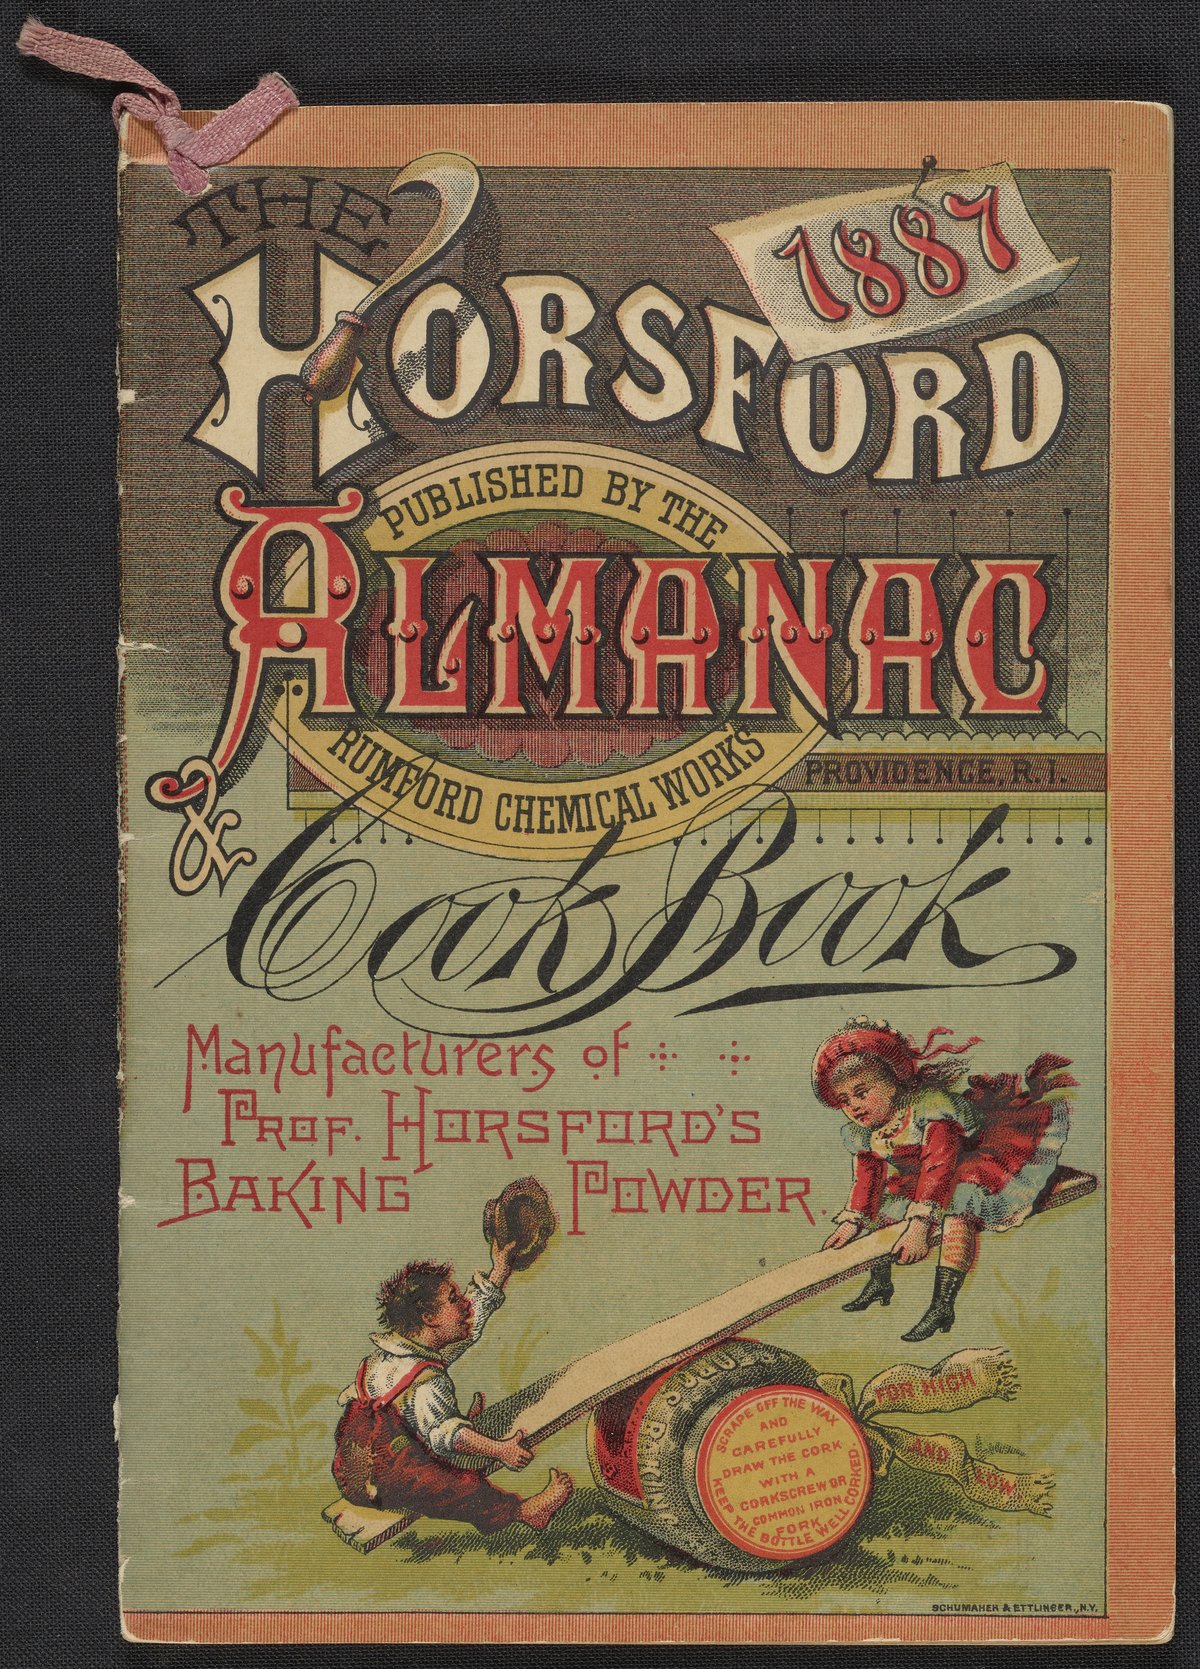 THE
HORSFORD
1887
PUBLISHED BY THE
ALMANAC
RUMFORD CHEMICAL WORKS
PROVIDENCE, R.I.
& Cook Book
Manufacturers of
PROF. HORSFORD'S
BAKING POWDER.
FOR HIGH
AND LOW
SCRAPE OFF THE WAX
AND
CAREFULLY
DRAW THE CORK
WITH A
CORKSCREW OR
COMMON IRON
FORK
KEEP THE BOTTLE WELL CORKED.
SCHUMAHER & ETTLINGER, N.Y.